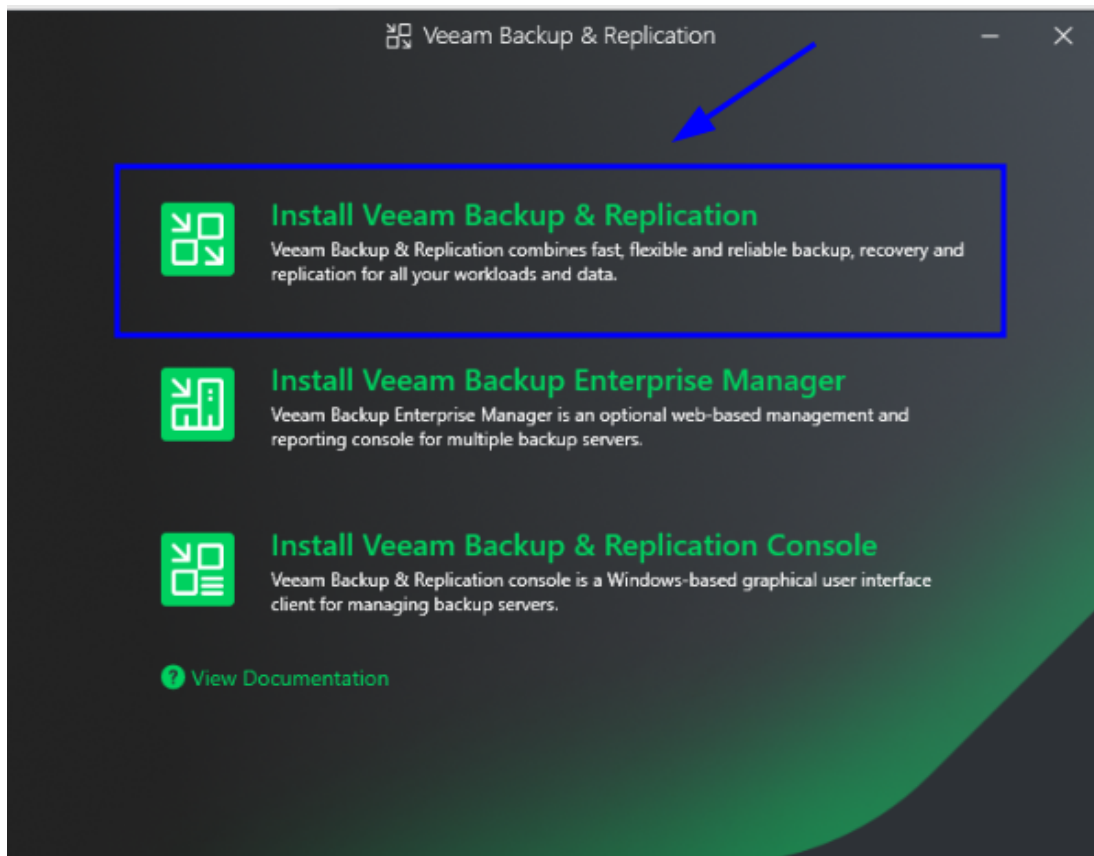 Veeam Backup & Replication
Install Veeam Backup & Replication
Veeam Backup & Replication combines fast, flexible and reliable backup, recovery and
replication for all your workloads and data.
Install Veeam Backup Enterprise Manager
Veeam Backup Enterprise Manager is an optional web-based management and
reporting console for multiple backup servers.
Install Veeam Backup & Replication Console
Veeam Backup & Replication console is a Windows-based graphical user interface
client for managing backup servers.
? View Documentation